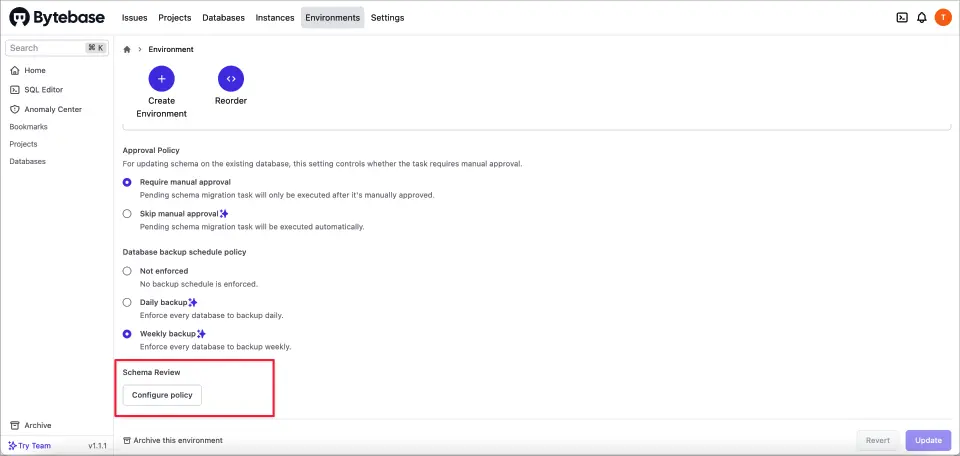 Bytebase
Issues Projects Databases Instances Environments Settings
T
Search ⌘ K
Home
SQL Editor
Anomaly Center
Bookmarks
Projects
Databases
Environment
Create
Environment
Reorder
Approval Policy
For updating schema on the existing database, this setting controls whether the task requires manual approval.
Require manual approval
Pending schema migration task will only be executed after it's manually approved.
Skip manual approval
Pending schema migration task will be executed automatically.
Database backup schedule policy
Not enforced
No backup schedule is enforced.
Daily backup
Enforce every database to backup daily.
Weekly backup
Enforce every database to backup weekly.
Schema Review
Configure policy
Archive
Try Team v1.1.1
Archive this environment
Revert Update